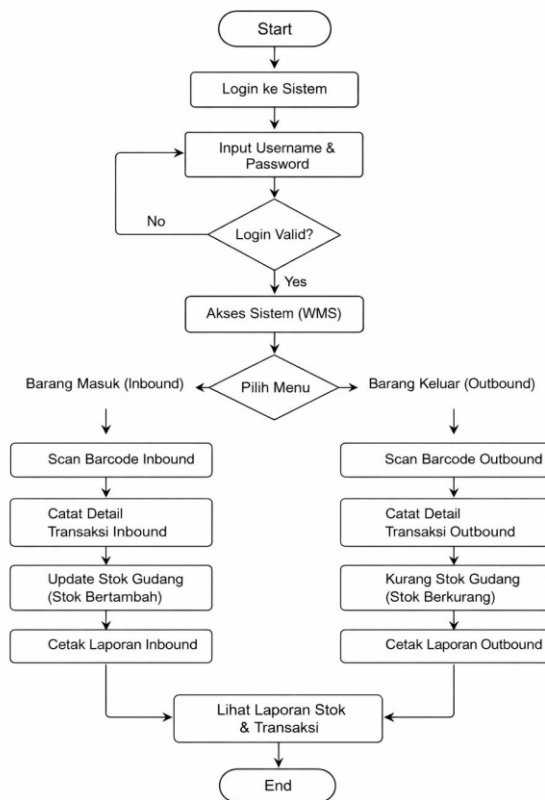 Start
Login ke Sistem
Input Username &
Password
No
Login Valid?
Yes
Akses Sistem (WMS)
Barang Masuk (Inbound)
Pilih Menu
Barang Keluar (Outbound)
Scan Barcode Inbound
Catat Detail
Transaksi Inbound
Update Stok Gudang
(Stok Bertambah)
Cetak Laporan Inbound
Scan Barcode Outbound
Catat Detail
Transaksi Outbound
Kurang Stok Gudang
(Stok Berkurang)
Cetak Laporan Outbound
Lihat Laporan Stok
& Transaksi
End